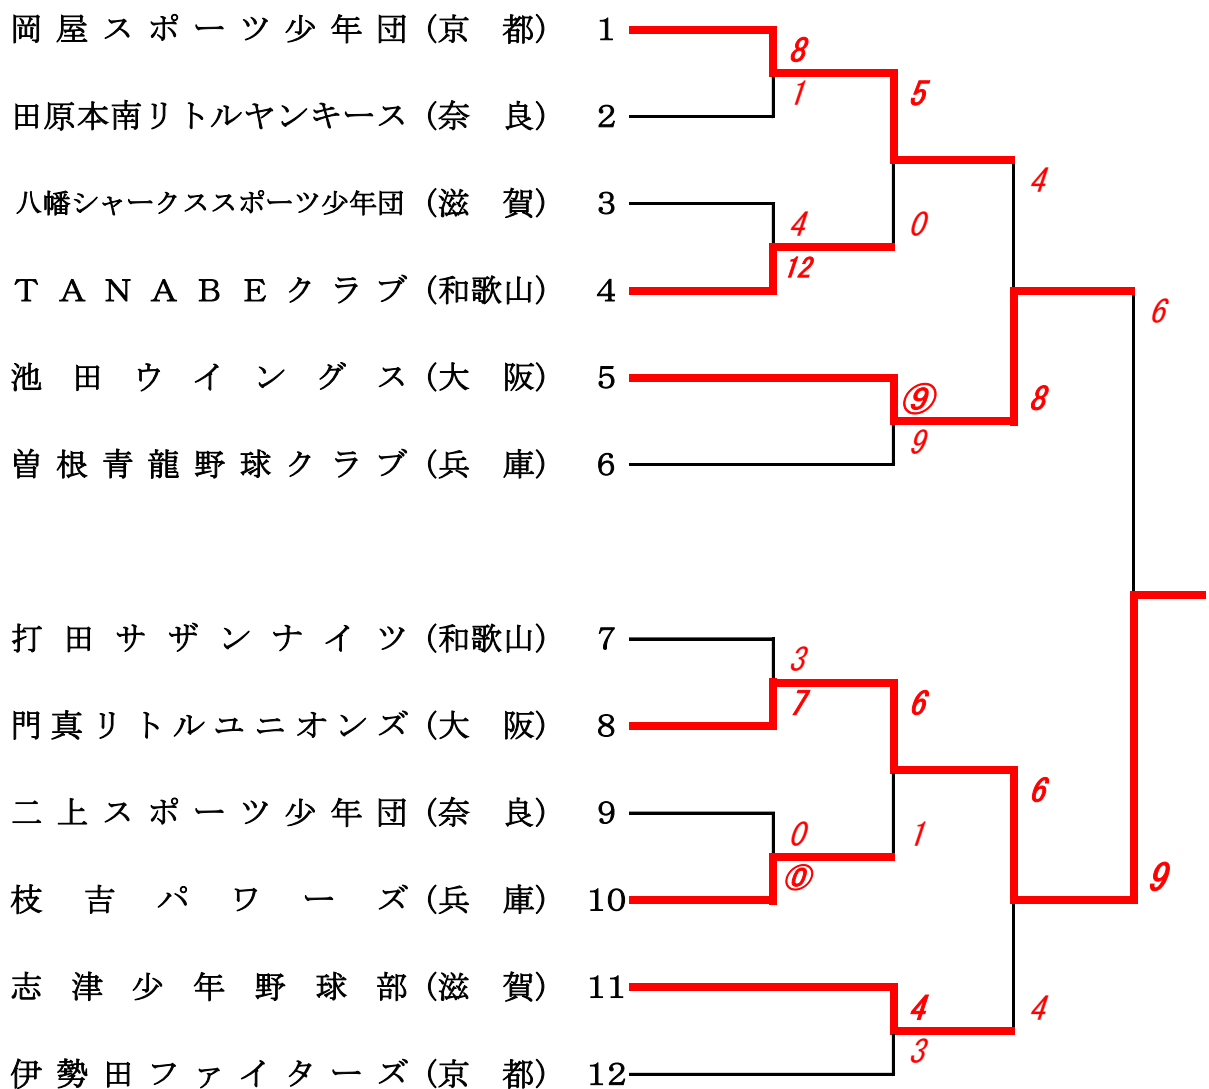 岡屋スポーツ少年団 (京 都) 1
8
1
5
田原本南リトルヤンキース (奈 良) 2
4
八幡シャークススポーツ少年団 (滋 賀) 3
4
0
12
TANABEクラブ (和歌山) 4
6
池田ウイングス (大 阪) 5
⑨
8
9
曽根青龍野球クラブ (兵 庫) 6
打田サザンナイツ (和歌山) 7
3
7
6
門真リトルユニオンズ (大 阪) 8
6
二上スポーツ少年団 (奈 良) 9
0
1
⓪
9
枝吉パワーズ (兵 庫) 10
志津少年野球部 (滋 賀) 11
4
4
3
伊勢田ファイターズ (京 都) 12